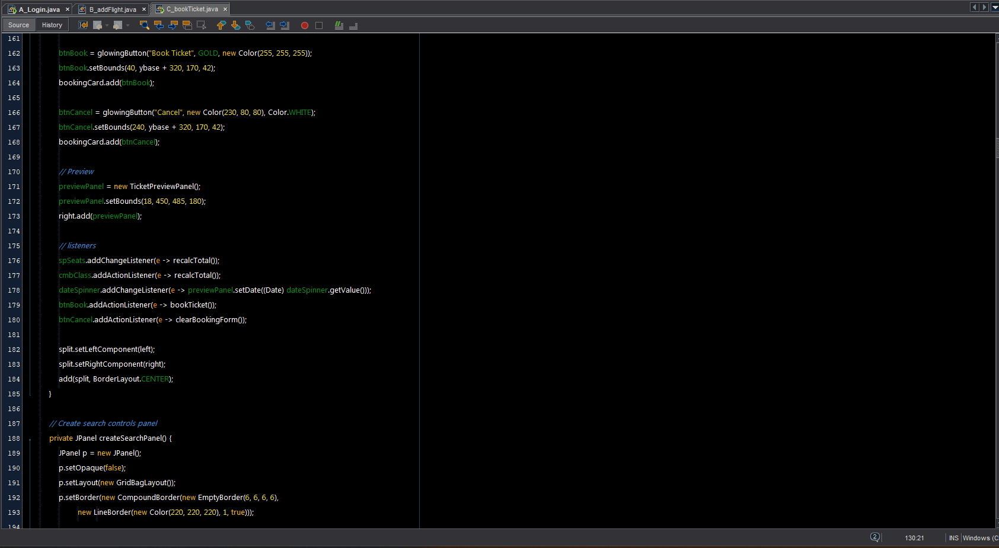 A_Login.java × B_addFlight.java × C_bookTicket.java ×
Source History
161
162 btnBook = glowingButton("Book Ticket", GOLD, new Color(255, 255, 255));
163 btnBook.setBounds(40, ybase + 320, 170, 42);
164 bookingCard.add(btnBook);
165
166 btnCancel = glowingButton("Cancel", new Color(230, 80, 80), Color.WHITE);
167 btnCancel.setBounds(240, ybase + 320, 170, 42);
168 bookingCard.add(btnCancel);
169
170 // Preview
171 previewPanel = new TicketPreviewPanel();
172 previewPanel.setBounds(18, 450, 485, 180);
173 right.add(previewPanel);
174
175 // listeners
176 spSeats.addChangeListener(e -> recalcTotal());
177 cmbClass.addActionListener(e -> recalcTotal());
178 dateSpinner.addChangeListener(e -> previewPanel.setDate((Date) dateSpinner.getValue()));
179 btnBook.addActionListener(e -> bookTicket());
180 btnCancel.addActionListener(e -> clearBookingForm());
181
182 split.setLeftComponent(left);
183 split.setRightComponent(right);
184 add(split, BorderLayout.CENTER);
185 }
186
187 // Create search controls panel
188 private JPanel createSearchPanel() {
189 JPanel p = new JPanel();
190 p.setOpaque(false);
191 p.setLayout(new GridBagLayout());
192 p.setBorder(new CompoundBorder(new EmptyBorder(6, 6, 6, 6),
193 new LineBorder(new Color(220, 220, 220), 1, true)));
194
2 130:21 INS Windows (C